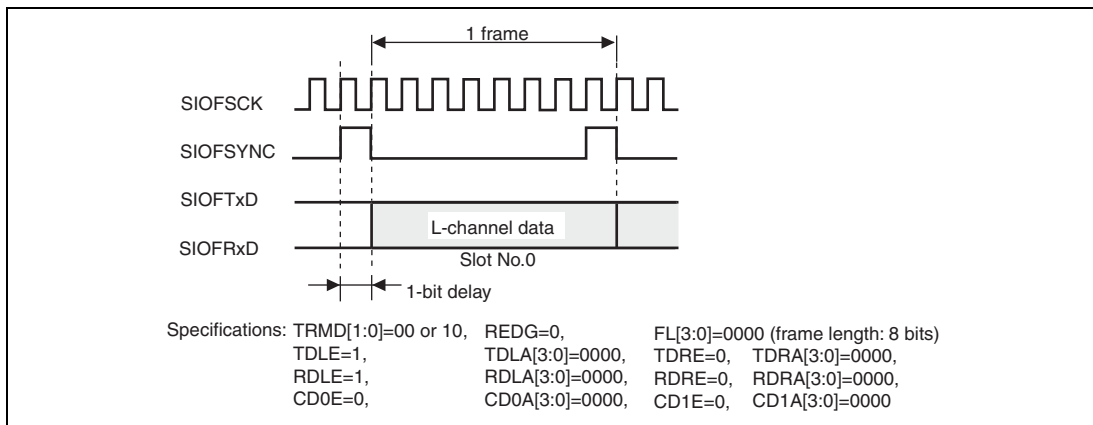 1 frame
SIOFSCK
SIOFSYNC
SIOFTxD
L-channel data
SIOFRxD
Slot No.0
1-bit delay
Specifications: TRMD[1:0]=00 or 10, REDG=0, FL[3:0]=0000 (frame length: 8 bits)
TDLE=1, TDLA[3:0]=0000, TDRE=0, TDRA[3:0]=0000,
RDLE=1, RDLA[3:0]=0000, RDRE=0, RDRA[3:0]=0000,
CD0E=0, CD0A[3:0]=0000, CD1E=0, CD1A[3:0]=0000